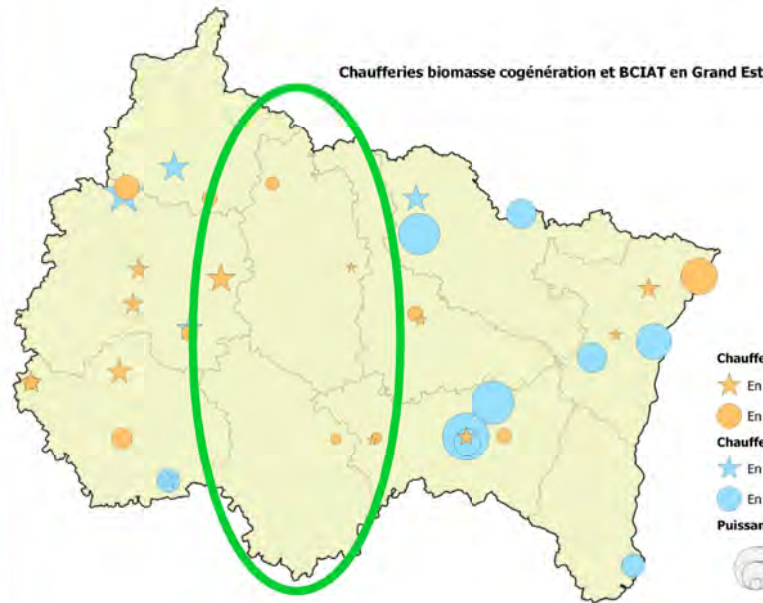 Chaufferies biomasse cogénération et BCIAT en Grand Est
Chauffe
En
En
Chauffe
En
En
Puissan